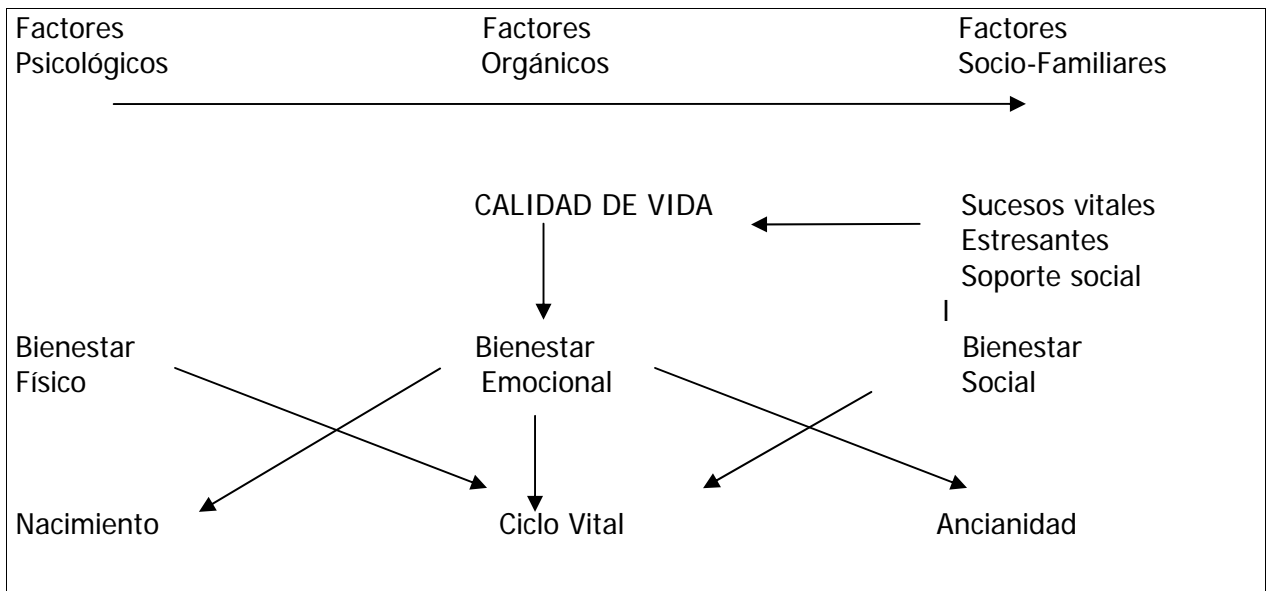 Factores Factores Factores
Psicológicos Orgánicos Socio-Familiares
CALIDAD DE VIDA Sucesos vitales
Estresantes
Soporte social
Bienestar Bienestar Bienestar
Físico Emocional Social
Nacimiento Ciclo Vital Ancianidad